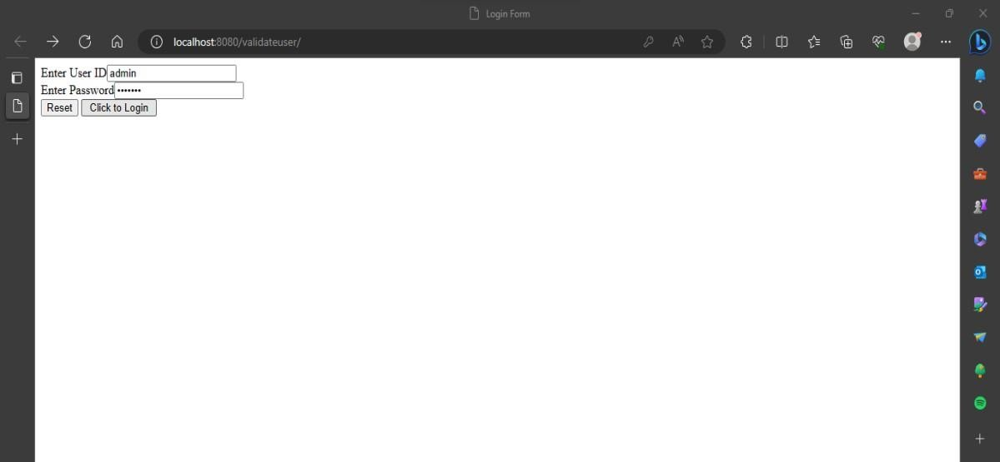 Login Form
localhost:8080/validateuser/
Enter User ID admin
Enter Password •••••••
Reset Click to Login